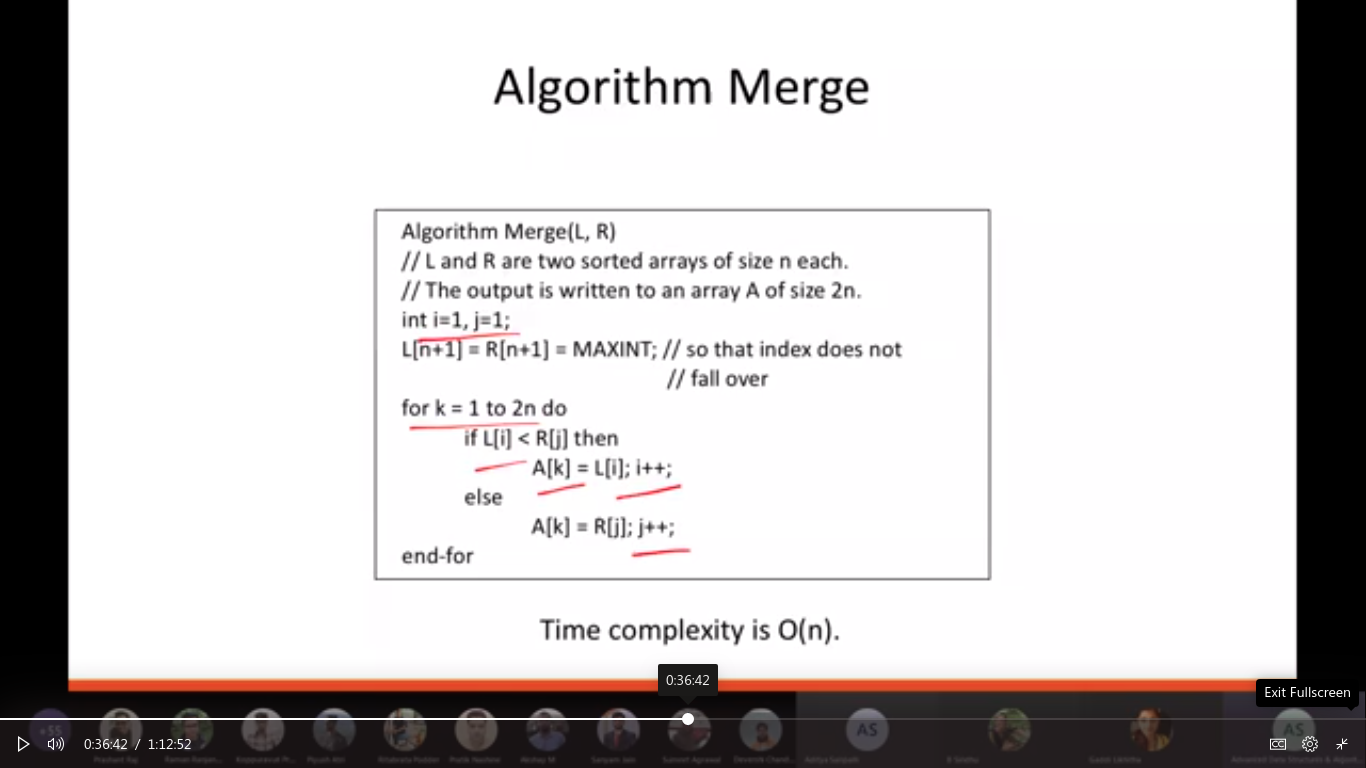 Algorithm Merge
Algorithm Merge(L, R)
// L and R are two sorted arrays of size n each.
// The output is written to an array A of size 2n.
int i=1, j=1;
L[n+1] = R[n+1] = MAXINT; // so that index does not
// fall over
for k = 1 to 2n do
if L[i] < R[j] then
A[k] = L[i]; i++;
else
A[k] = R[j]; j++;
end-for
Time complexity is O(n).
0:36:42
Exit Fullscreen
+55
AS
AS
0:36:42 / 1:12:52
CC